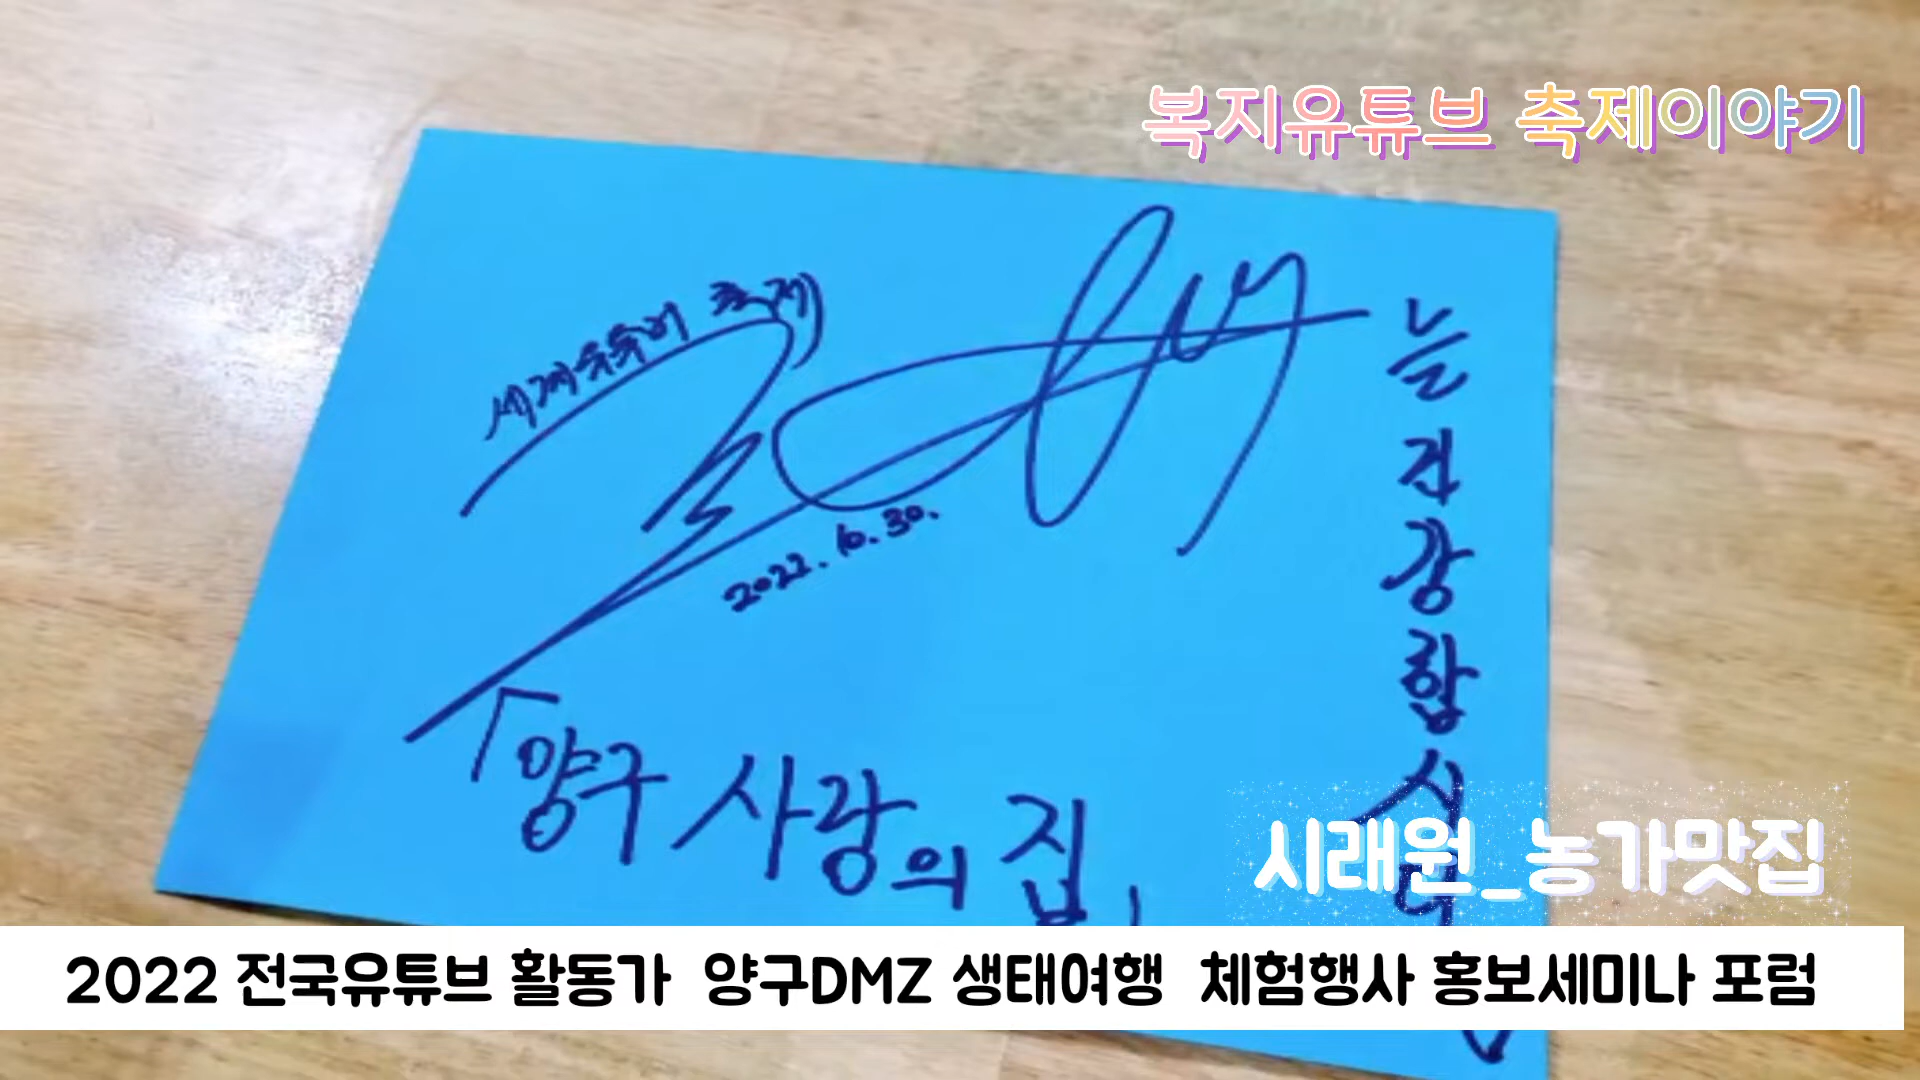 복지유튜브 축제이야기
세계유튜버 축제
2022. 10. 30.
늘 건강합시다
「양구 사랑의 집」
시래원_농가맛집
2022 전국유튜브 활동가 양구DMZ 생태여행 체험행사 홍보세미나 포럼